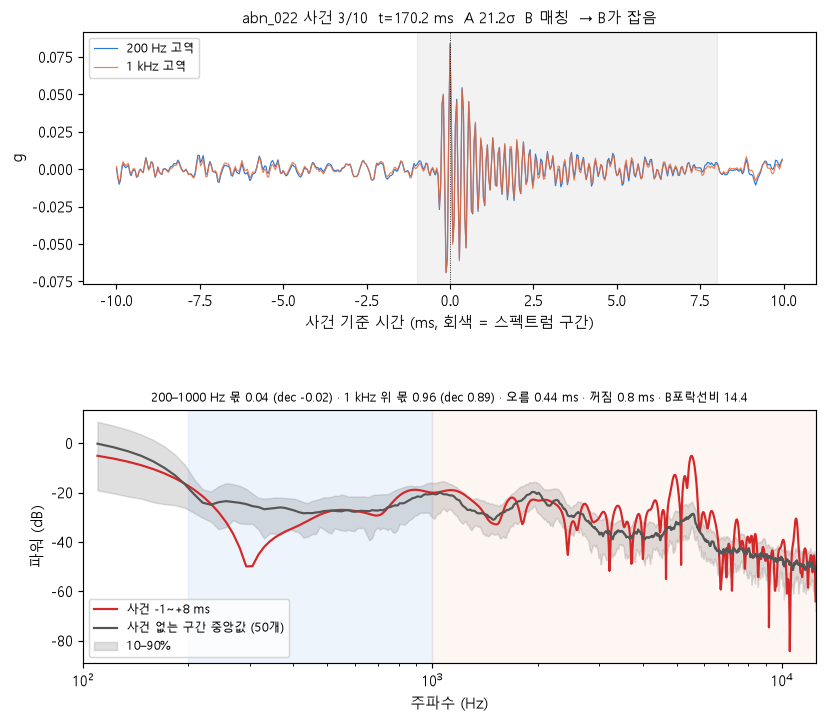 abn_022 사건 3/10 t=170.2 ms A 21.2σ B 매칭 → B가 잡음
200 Hz 고역
1 kHz 고역
g
0.075
0.050
0.025
0.000
-0.025
-0.050
-0.075
-10.0 -7.5 -5.0 -2.5 0.0 2.5 5.0 7.5 10.0
사건 기준 시간 (ms, 회색 = 스펙트럼 구간)
200–1000 Hz 몫 0.04 (dec -0.02) · 1 kHz 위 몫 0.96 (dec 0.89) · 오름 0.44 ms · 꺼짐 0.8 ms · B포락선비 14.4
파워 (dB)
0
-20
-40
-60
-80
사건 -1~+8 ms
사건 없는 구간 중앙값 (50개)
10–90%
10² 10³ 10⁴
주파수 (Hz)